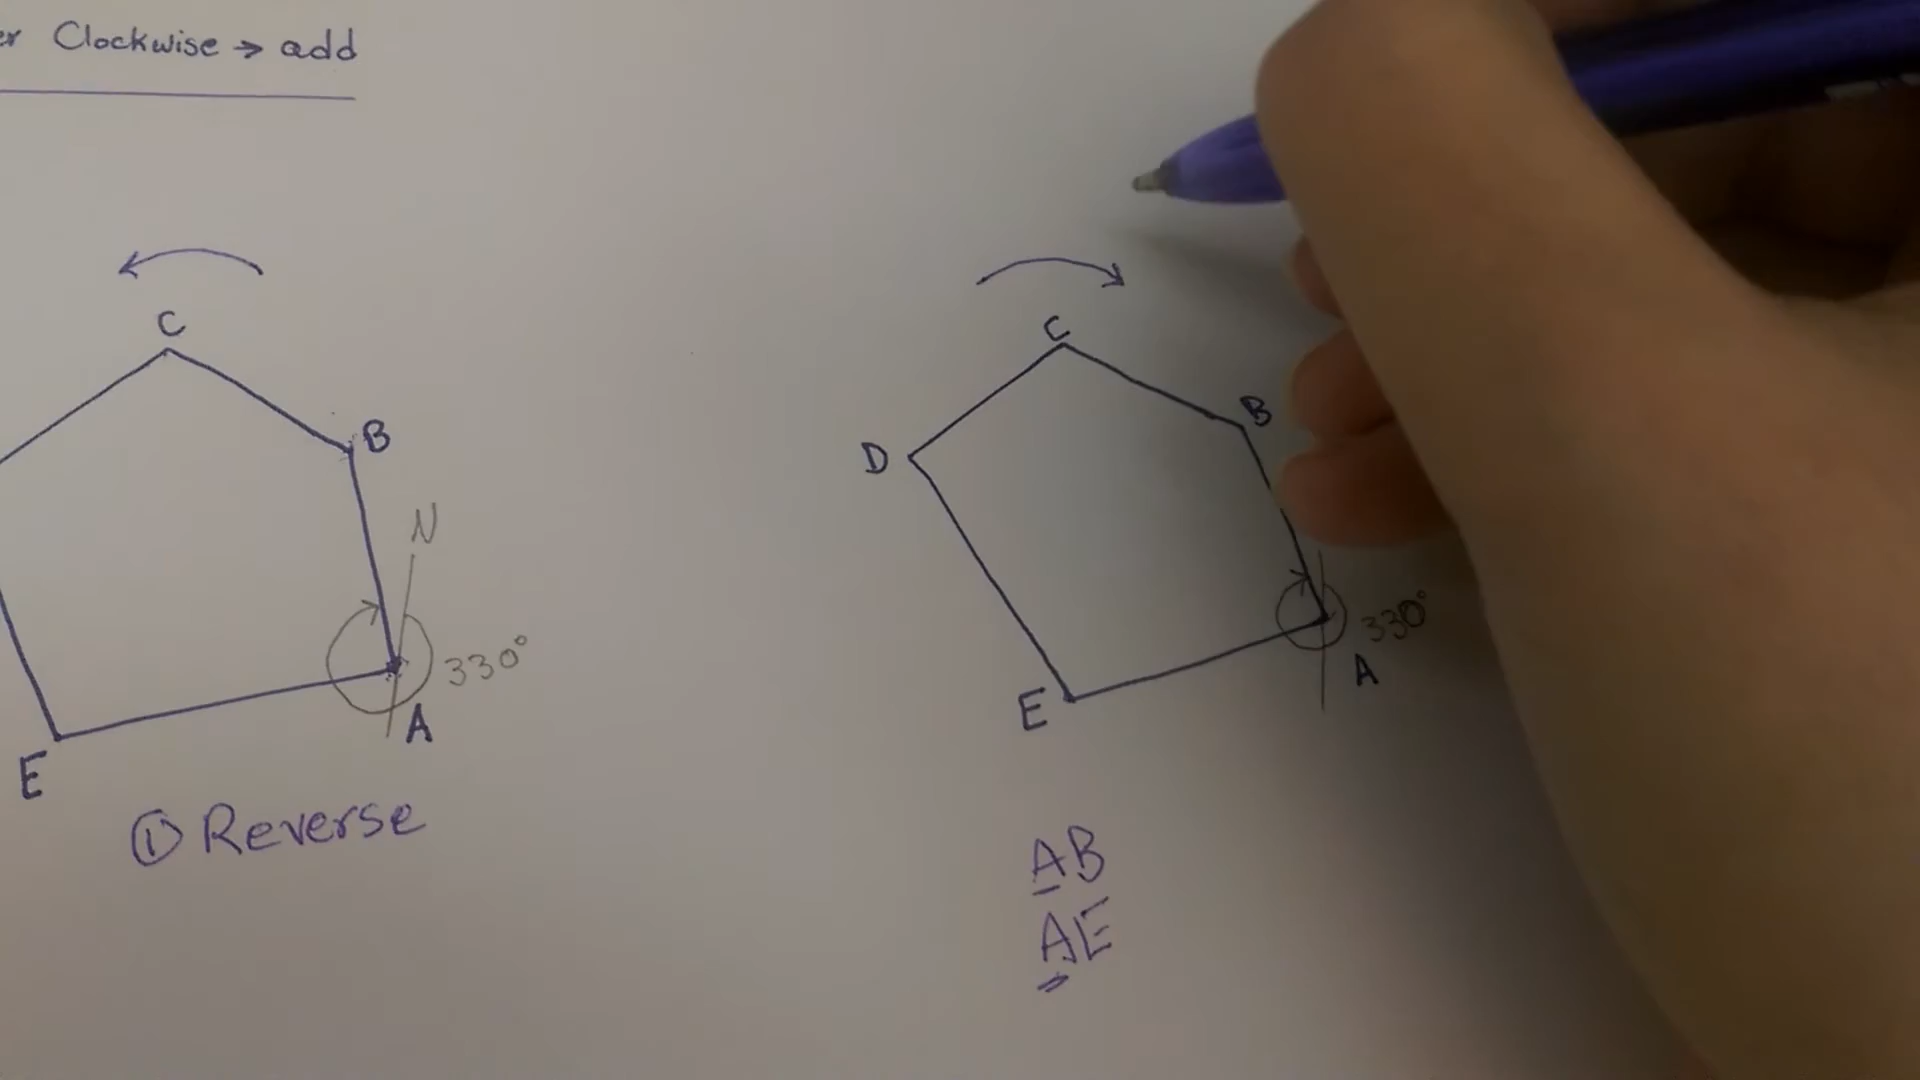 Clockwise → add
C
B
N
330°
A
E
① Reverse
C
B
D
330°
A
E
AB
AE